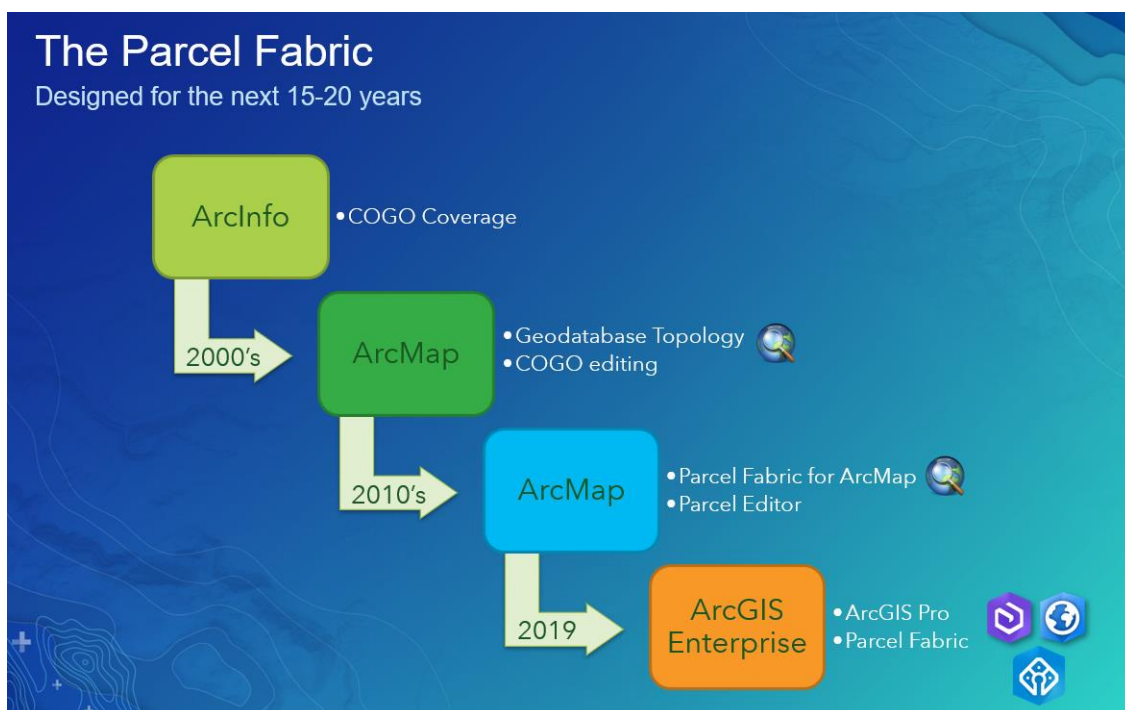 The Parcel Fabric
Designed for the next 15-20 years
ArcInfo
•COGO Coverage
2000's
ArcMap
•Geodatabase Topology
•COGO editing
2010's
ArcMap
•Parcel Fabric for ArcMap
•Parcel Editor
2019
ArcGIS
Enterprise
•ArcGIS Pro
•Parcel Fabric